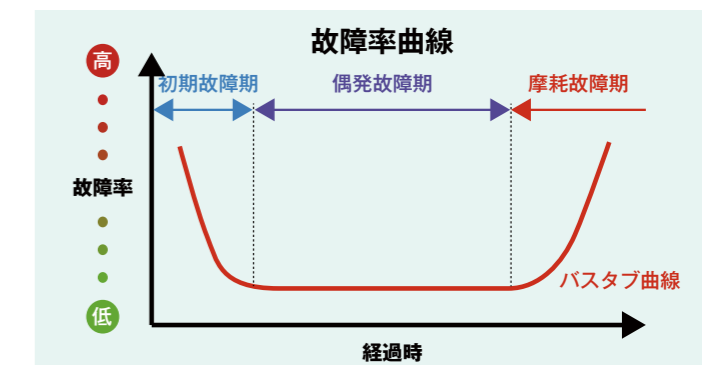 故障率曲線
高
初期故障期
偶発故障期
摩耗故障期
故障率
バスタブ曲線
低
経過時